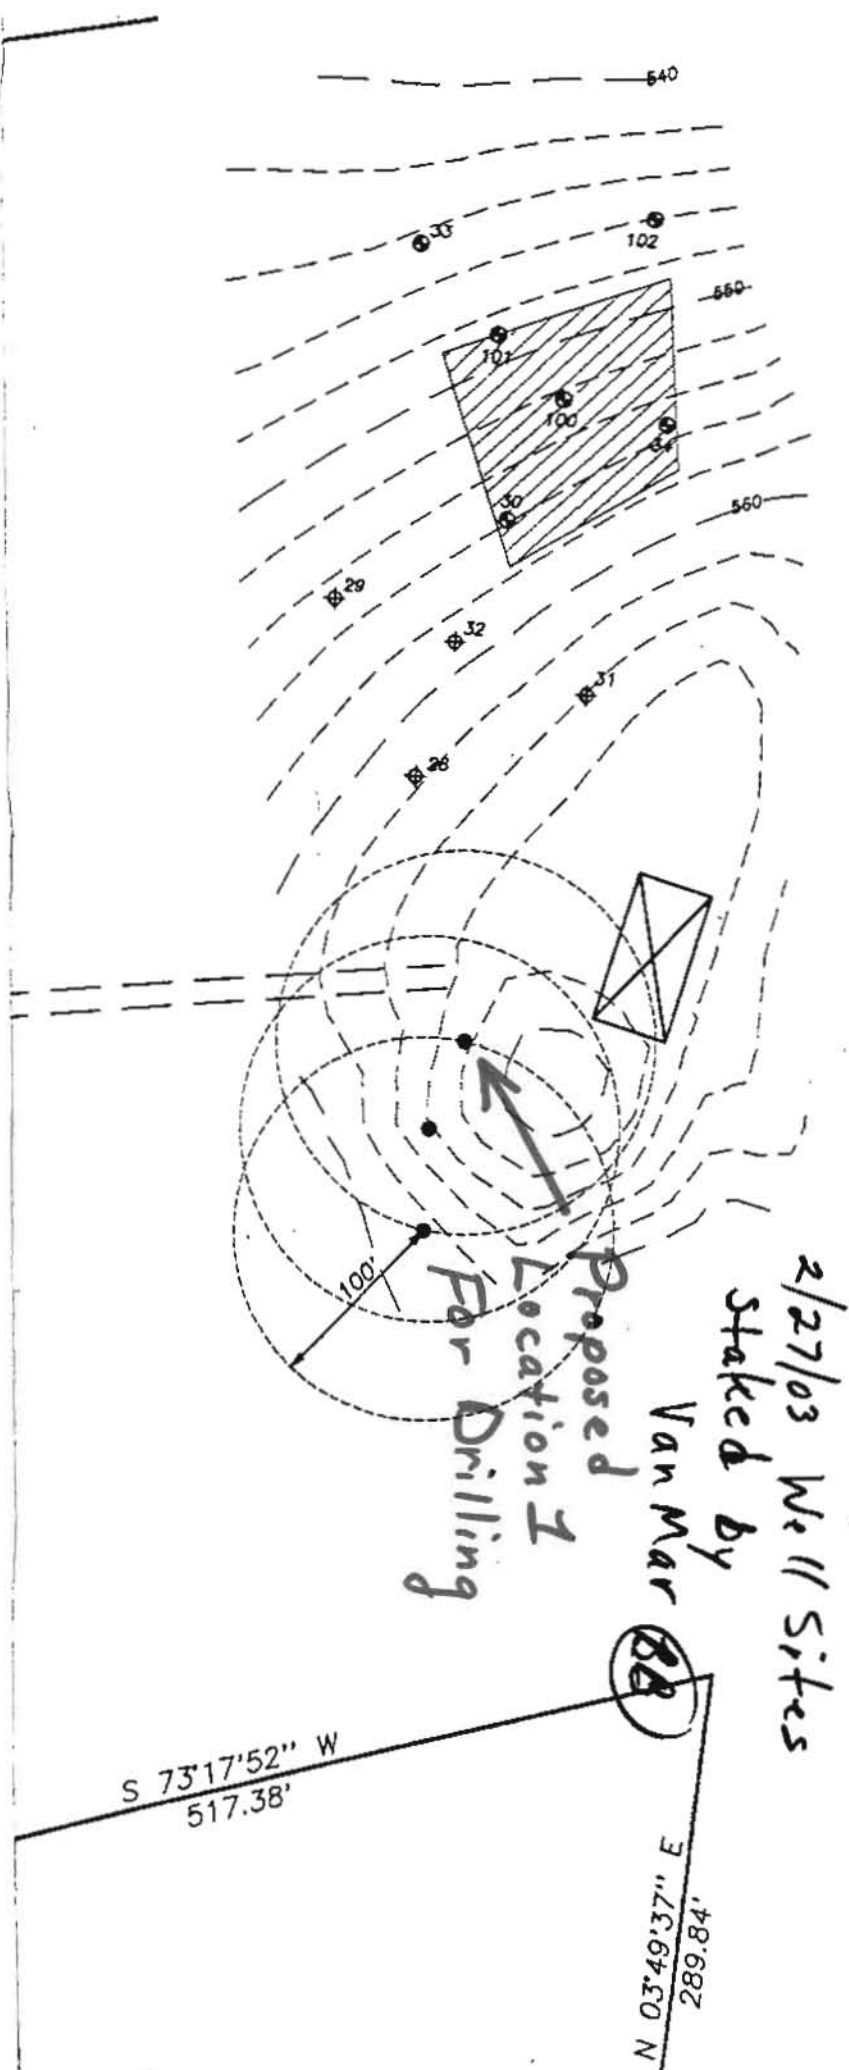 540
33
102
550
101
100
34
30
560
29
32
31
28
100'
Proposed
Location 1
For Drilling
2/27/03 Well Sites
Staked by
Van Mar
S 73°17'52" W
517.38'
N 03°49'37" E
289.84'